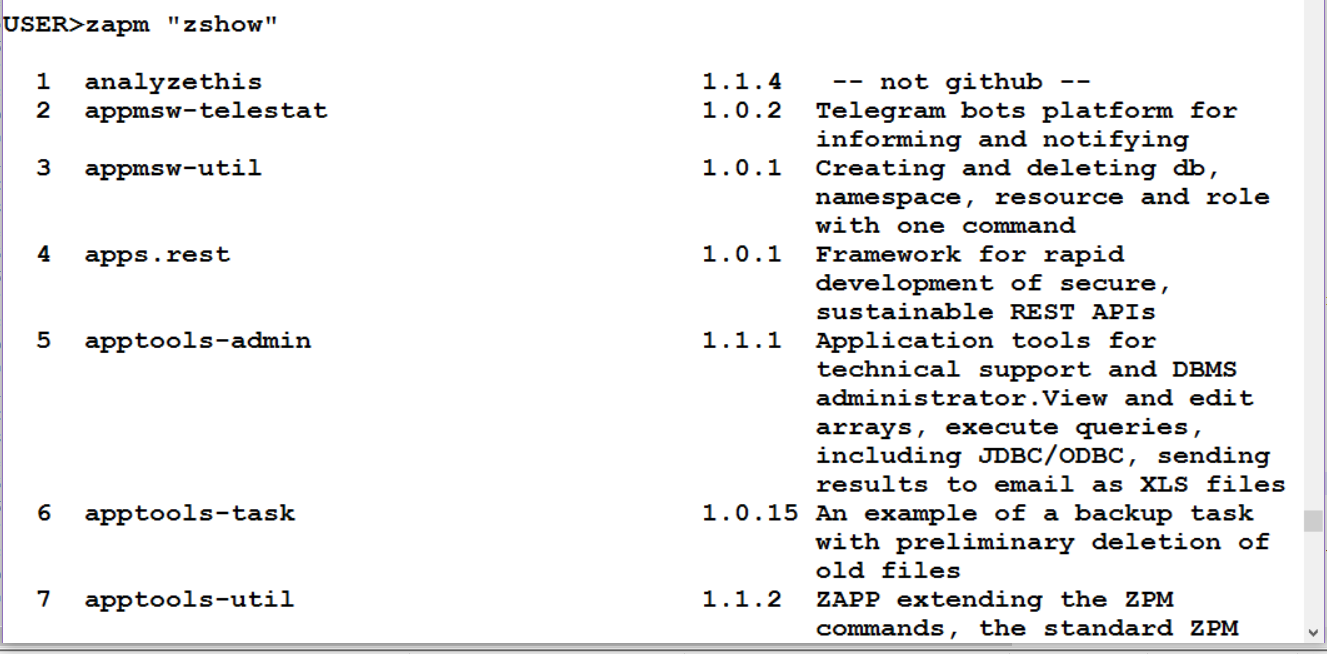 USER>zapm "zshow"
1 analyzethis 1.1.4 -- not github --
2 appmsw-telestat 1.0.2 Telegram bots platform for
informing and notifying
3 appmsw-util 1.0.1 Creating and deleting db,
namespace, resource and role
with one command
4 apps.rest 1.0.1 Framework for rapid
development of secure,
sustainable REST APIs
5 apptools-admin 1.1.1 Application tools for
technical support and DBMS
administrator.View and edit
arrays, execute queries,
including JDBC/ODBC, sending
results to email as XLS files
6 apptools-task 1.0.15 An example of a backup task
with preliminary deletion of
old files
7 apptools-util 1.1.2 ZAPP extending the ZPM
commands, the standard ZPM